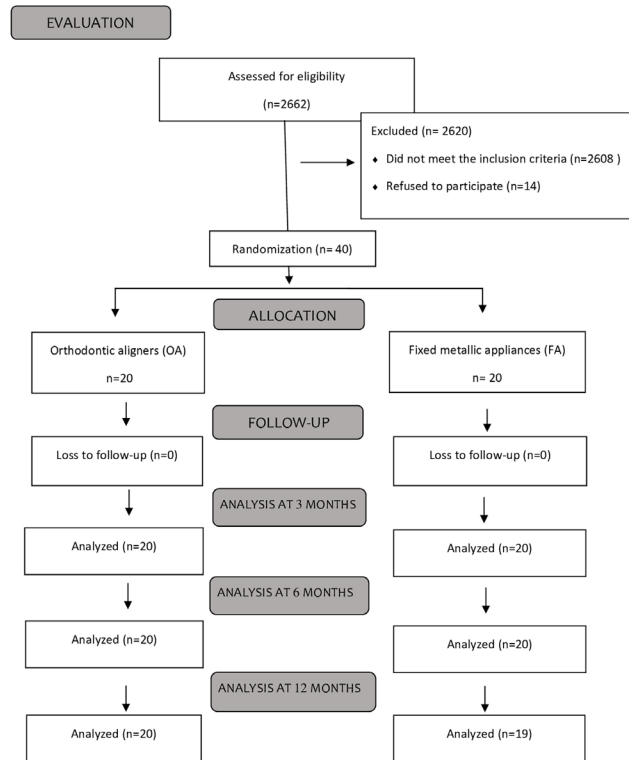 EVALUATION
Assessed for eligibility
(n=2662)
Excluded (n= 2620)
♦ Did not meet the inclusion criteria (n=2608 )
♦ Refused to participate (n=14)
Randomization (n= 40)
ALLOCATION
Orthodontic aligners (OA)
n=20
Fixed metallic appliances (FA)
n= 20
FOLLOW-UP
Loss to follow-up (n=0)
Loss to follow-up (n=0)
ANALYSIS AT 3 MONTHS
Analyzed (n=20)
Analyzed (n=20)
ANALYSIS AT 6 MONTHS
Analyzed (n=20)
Analyzed (n=20)
ANALYSIS AT 12 MONTHS
Analyzed (n=20)
Analyzed (n=19)